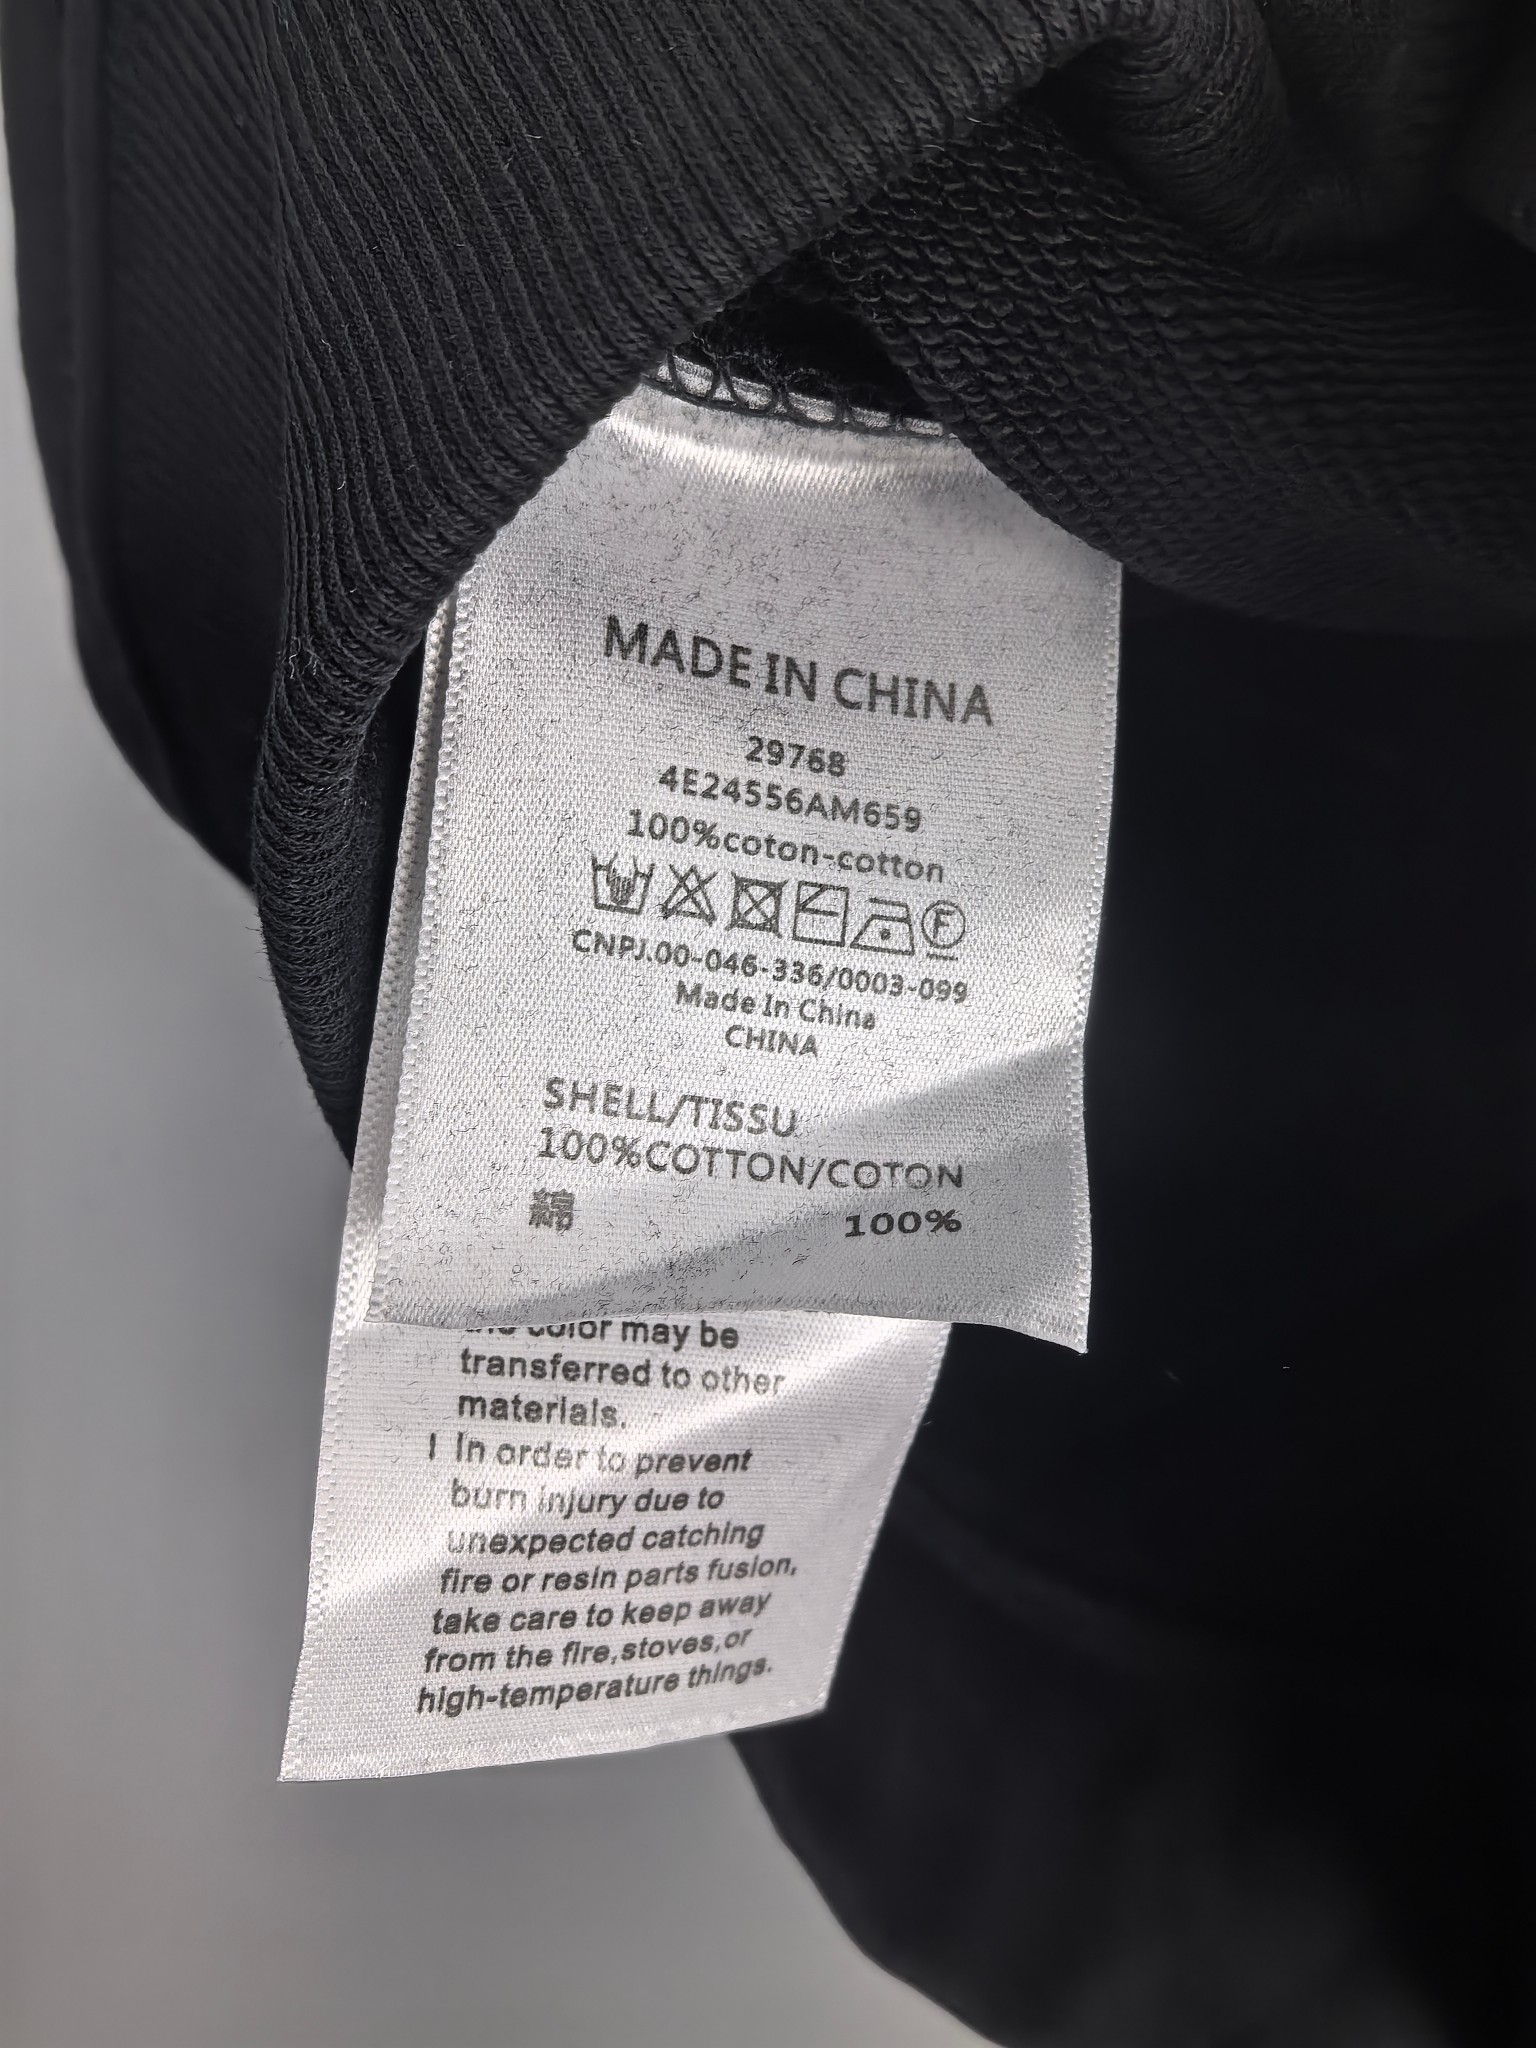 MADE IN CHINA
29768
4E24556AM659
100%coton-cotton
F
CNPJ.00-046-336/0003-099
Made In China
CHINA
SHELL/TISSU
100%COTTON/COTON
綿 100%
color may be
transferred to other
materials.
! In order to prevent
burn injury due to
unexpected catching
fire or resin parts fusion,
take care to keep away
from the fire,stoves,or
high-temperature things.